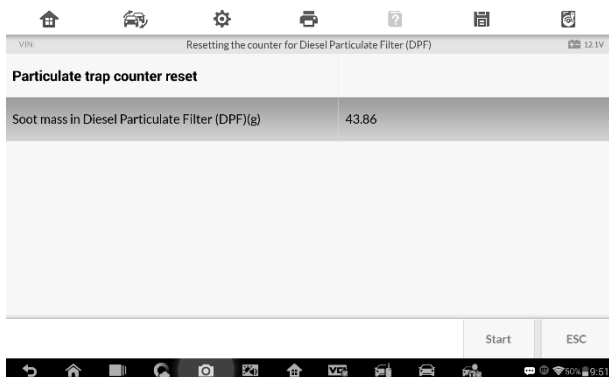 VIN:
Resetting the counter for Diesel Particulate Filter (DPF)
12.1V
Particulate trap counter reset
Soot mass in Diesel Particulate Filter (DPF)(g)
43.86
Start
ESC
50%
9:51